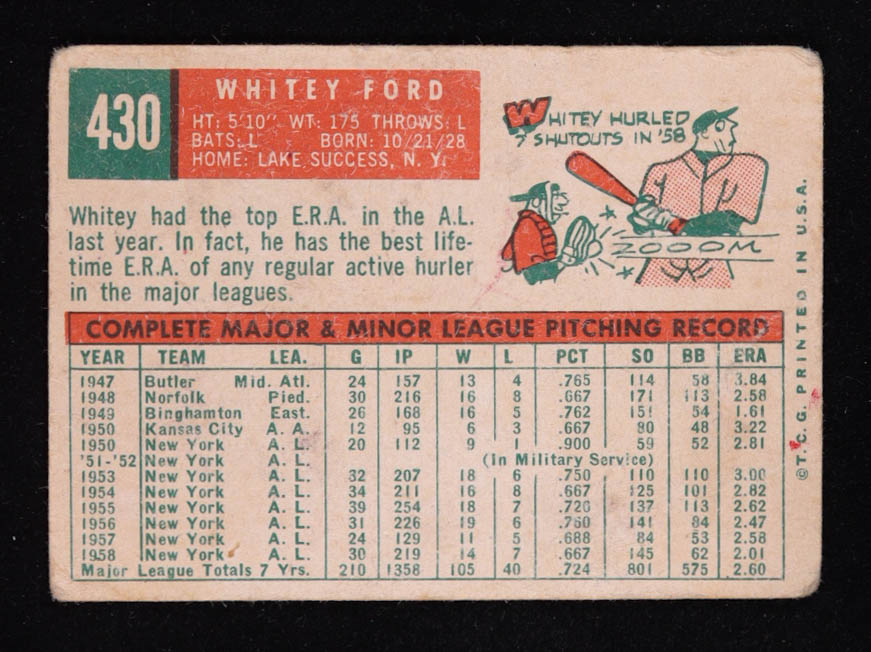 430
WHITEY FORD
HT: 5'10" WT: 175 THROWS: L
BATS: L BORN: 10/21/28
HOME: LAKE SUCCESS, N. Y.
WHITEY HURLED
7 SHUTOUTS IN '58
ZOOOM
Whitey had the top E.R.A. in the A.L.
last year. In fact, he has the best life-
time E.R.A. of any regular active hurler
in the major leagues.
COMPLETE MAJOR & MINOR LEAGUE PITCHING RECORD
YEAR TEAM LEA. G IP W L PCT SO BB ERA
1947 Butler Mid. Atl. 24 157 13 4 .765 114 58 3.84
1948 Norfolk Pied. 30 216 16 8 .667 171 113 2.58
1949 Binghamton East. 26 168 16 5 .762 151 54 1.61
1950 Kansas City A. A. 12 95 6 3 .667 80 48 3.22
1950 New York A. L. 20 112 9 1 .900 59 52 2.81
'51-'52 New York A. L. (In Military Service)
1953 New York A. L. 32 207 18 6 .750 110 110 3.00
1954 New York A. L. 34 211 16 8 .667 125 101 2.82
1955 New York A. L. 39 254 18 7 .720 137 113 2.62
1956 New York A. L. 31 226 19 6 .760 141 84 2.47
1957 New York A. L. 24 129 11 5 .688 84 53 2.58
1958 New York A. L. 30 219 14 7 .667 145 62 2.01
Major League Totals 7 Yrs. 210 1358 105 40 .724 801 575 2.60
©T.C.G. PRINTED IN U.S.A.